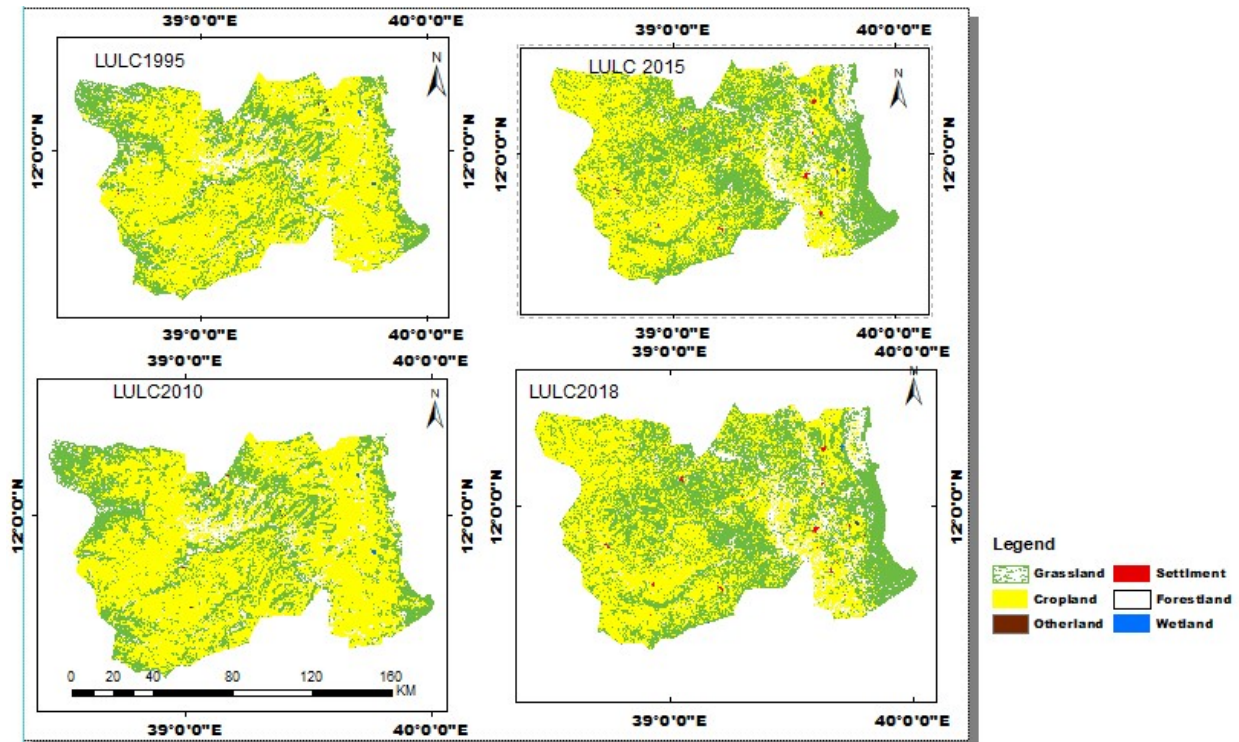 39°0'0"E 40°0'0"E
39°0'0"E 40°0'0"E
LULC1995
N
LULC 2015
N
12°0'0"N
12°0'0"N
12°0'0"N
12°0'0"N
39°0'0"E 40°0'0"E
39°0'0"E 40°0'0"E
39°0'0"E 40°0'0"E
39°0'0"E 40°0'0"E
LULC2010
N
LULC2018
N
12°0'0"N
12°0'0"N
12°0'0"N
12°0'0"N
0 20 40 80 120 160
KM
39°0'0"E 40°0'0"E
39°0'0"E 40°0'0"E
Legend
Grassland Settlment
Cropland Forestland
Otherland Wetland